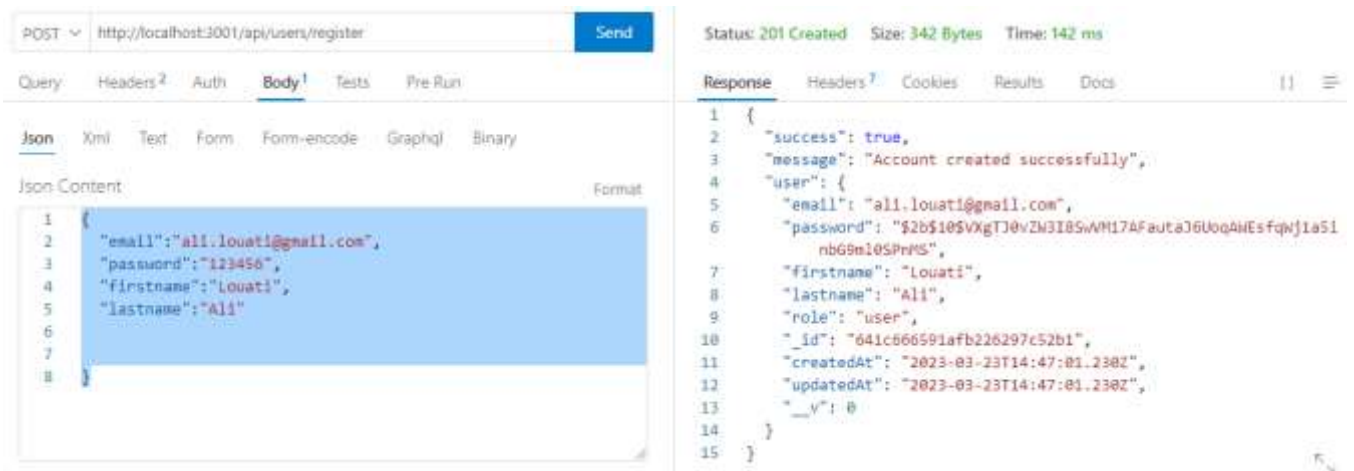 POST http://localhost:3001/api/users/register Send
Query Headers 2 Auth Body 1 Tests Pre Run
Json Xml Text Form Form-encode Graphql Binary
Json Content Format
1 {
2 "email":"ali.louati@gmail.com",
3 "password":"123456",
4 "firstname":"Louati",
5 "lastname":"Ali"
6
7
8 }
Status: 201 Created Size: 342 Bytes Time: 142 ms
Response Headers 7 Cookies Results Docs {}
1 {
2 "success": true,
3 "message": "Account created successfully",
4 "user": {
5 "email": "ali.louati@gmail.com",
6 "password":
7 "firstname": "Louati",
8 "lastname": "Ali",
9 "role": "user",
10 "_id": "641c666591afb226297c52b1",
11 "createdAt": "2023-03-23T14:47:01.230Z",
12 "updatedAt": "2023-03-23T14:47:01.230Z",
13 "__v": 0
14 }
15 }